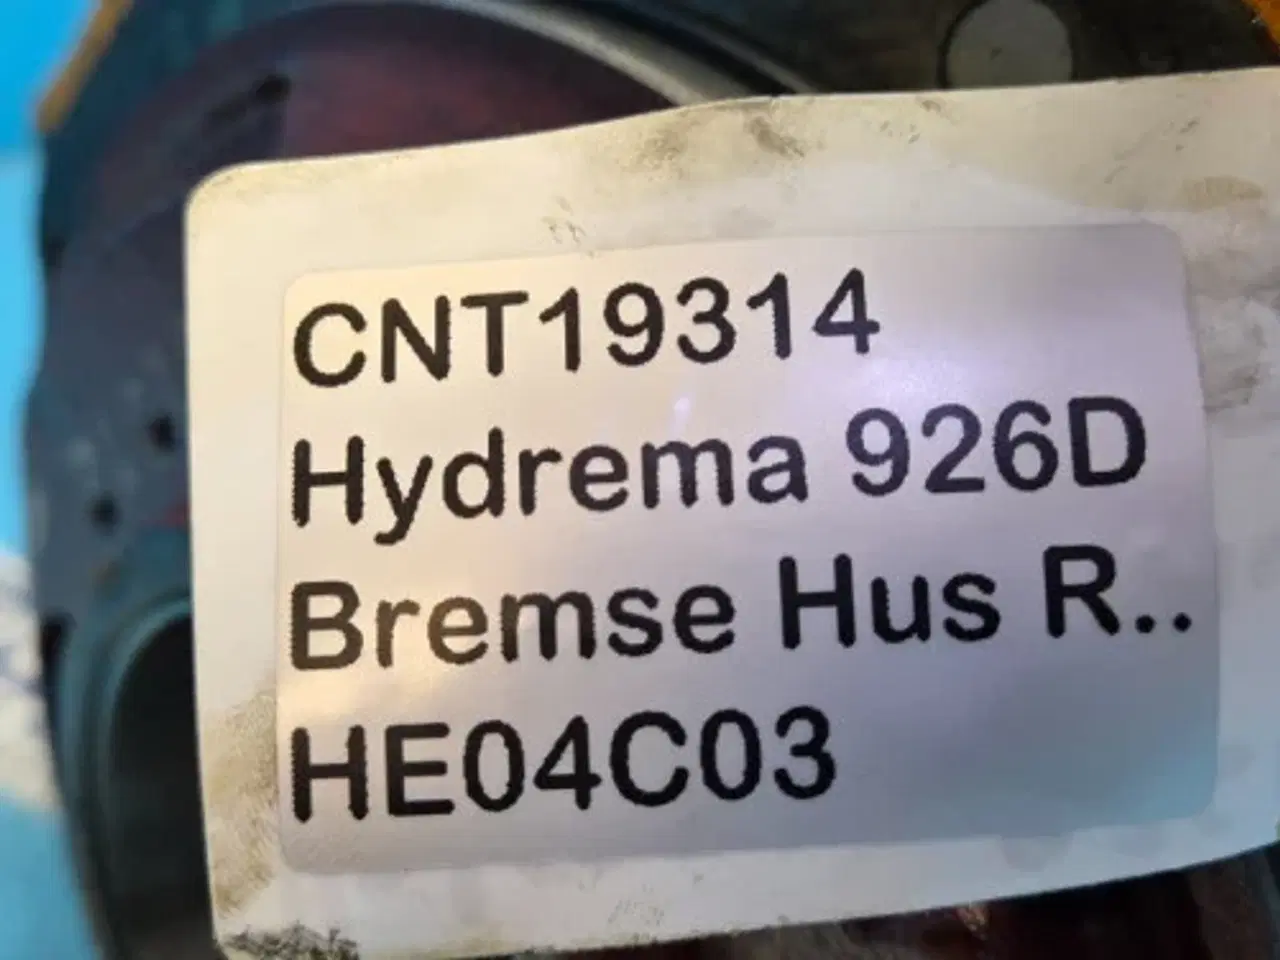 CNT19314
Hydrema 926D
Bremse Hus R..
HE04C03